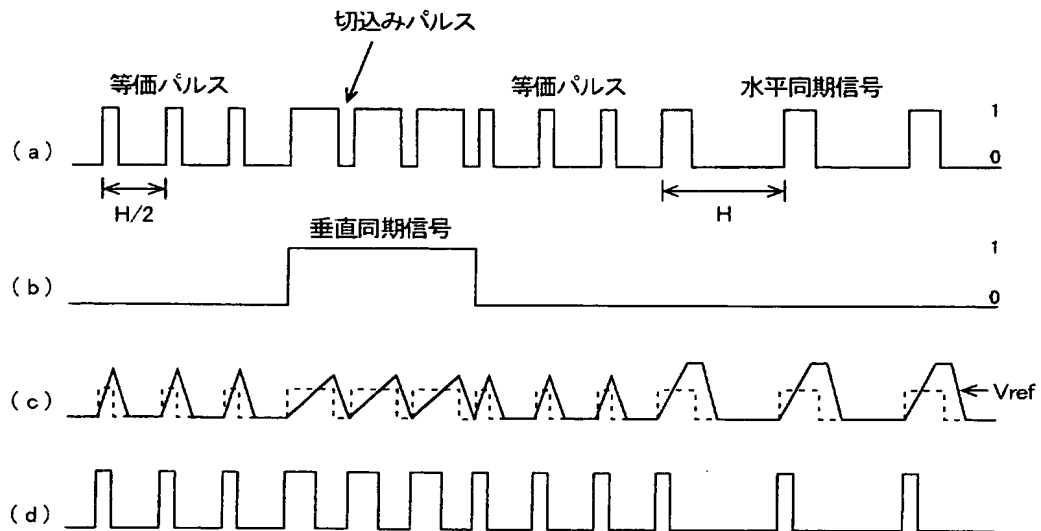 切込みパルス
等価パルス 等価パルス 水平同期信号
(a) 1
0
H/2 H
垂直同期信号
(b) 1
0
(c) Vref
(d)